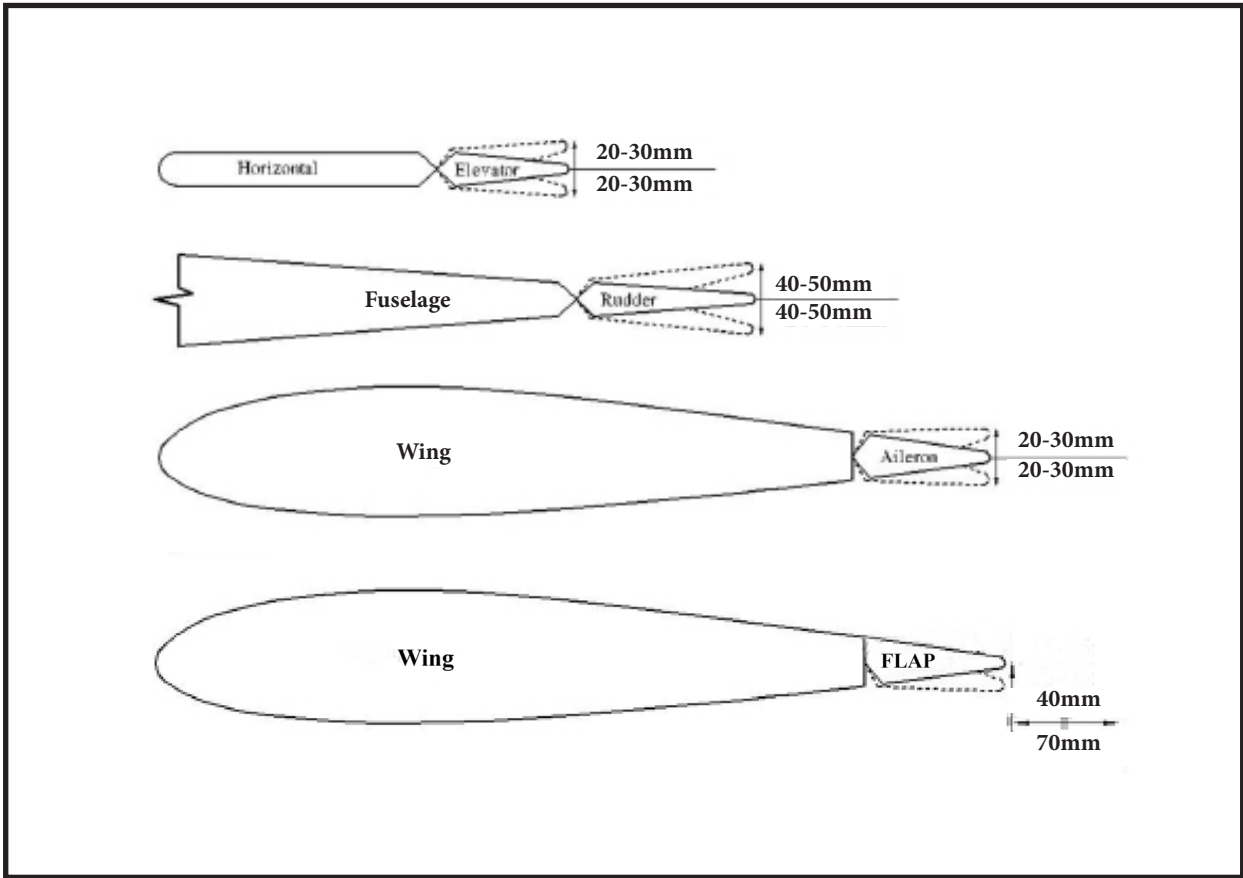 20-30mm
Horizontal
Elevator
20-30mm
40-50mm
Fuselage
Rudder
40-50mm
20-30mm
Wing
Aileron
20-30mm
Wing
FLAP
40mm
70mm